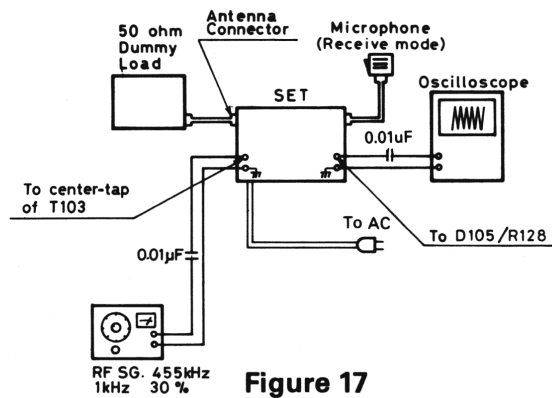 50 ohm
Dummy
Load
Antenna
Connector
Microphone
(Receive mode)
SET
Oscilloscope
0.01uF
To center-tap
of T103
To AC
To D105/R128
0.01µF
RF SG. 455kHz
1kHz 30%
Figure 17